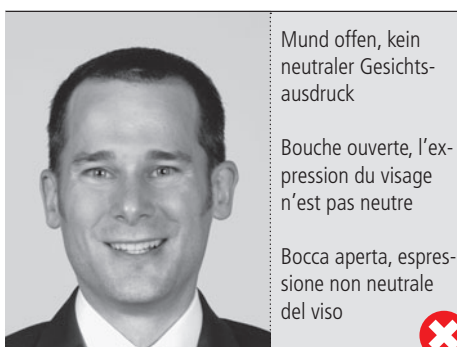 Mund offen, kein
neutraler Gesichts-
ausdruck
Bouche ouverte, l’ex-
pression du visage
n’est pas neutre
Bocca aperta, espres-
sione non neutrale
del viso